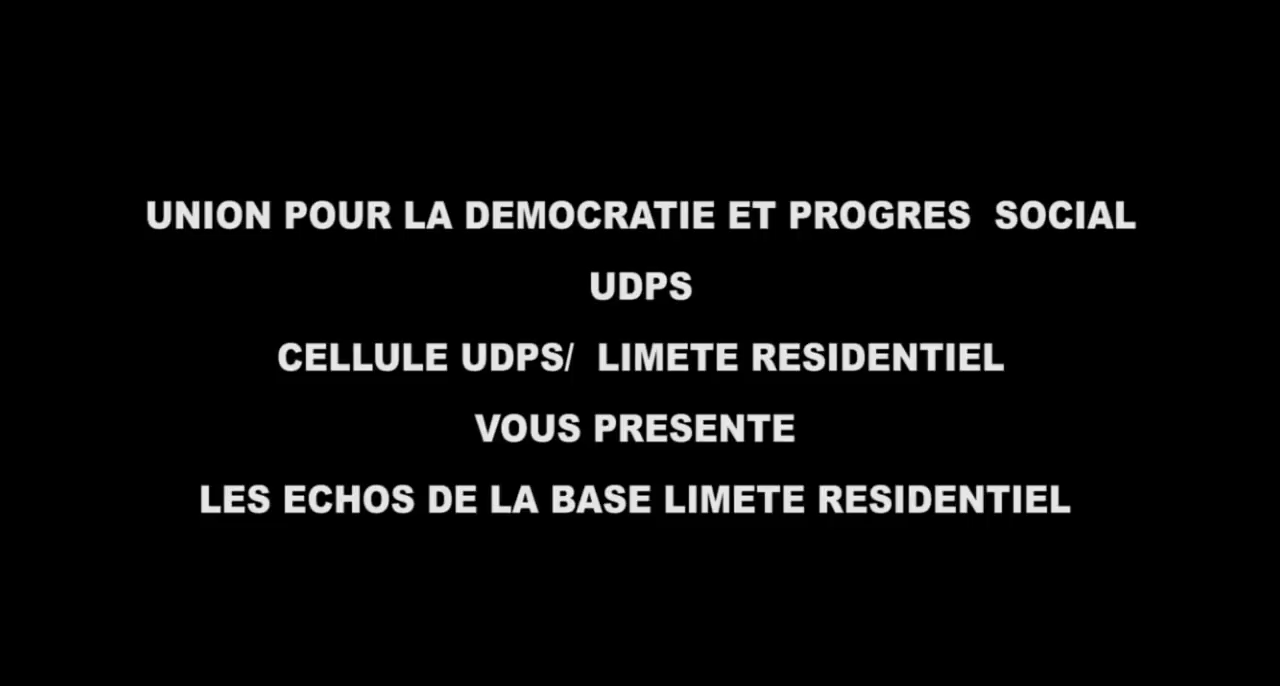 UNION POUR LA DEMOCRATIE ET PROGRES  SOCIAL
UDPS
CELLULE UDPS/  LIMETE RESIDENTIEL
VOUS PRESENTE
LES ECHOS DE LA BASE LIMETE RESIDENTIEL